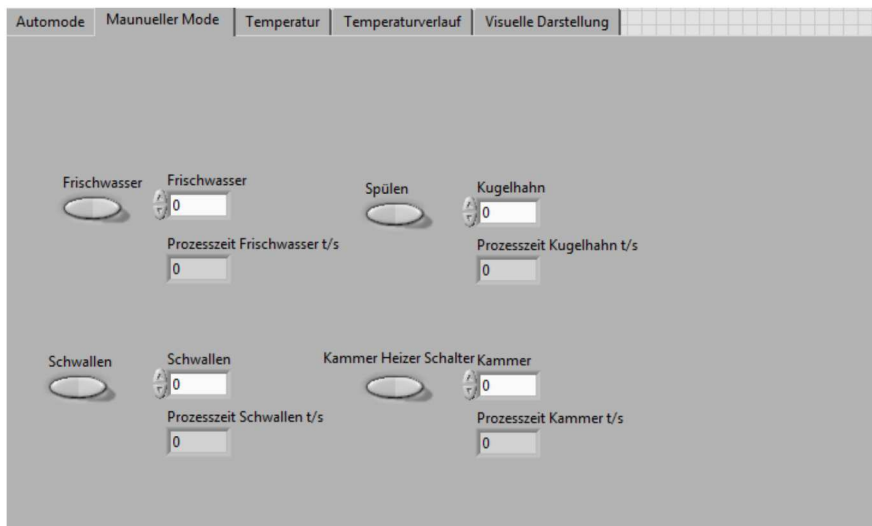 Automode Maunueller Mode Temperatur Temperaturverlauf Visuelle Darstellung
Frischwasser Frischwasser Spülen Kugelhahn
0 0
Prozesszeit Frischwasser t/s Prozesszeit Kugelhahn t/s
0 0
Schwallen Schwallen Kammer Heizer Schalter Kammer
0 0
Prozesszeit Schwallen t/s Prozesszeit Kammer t/s
0 0